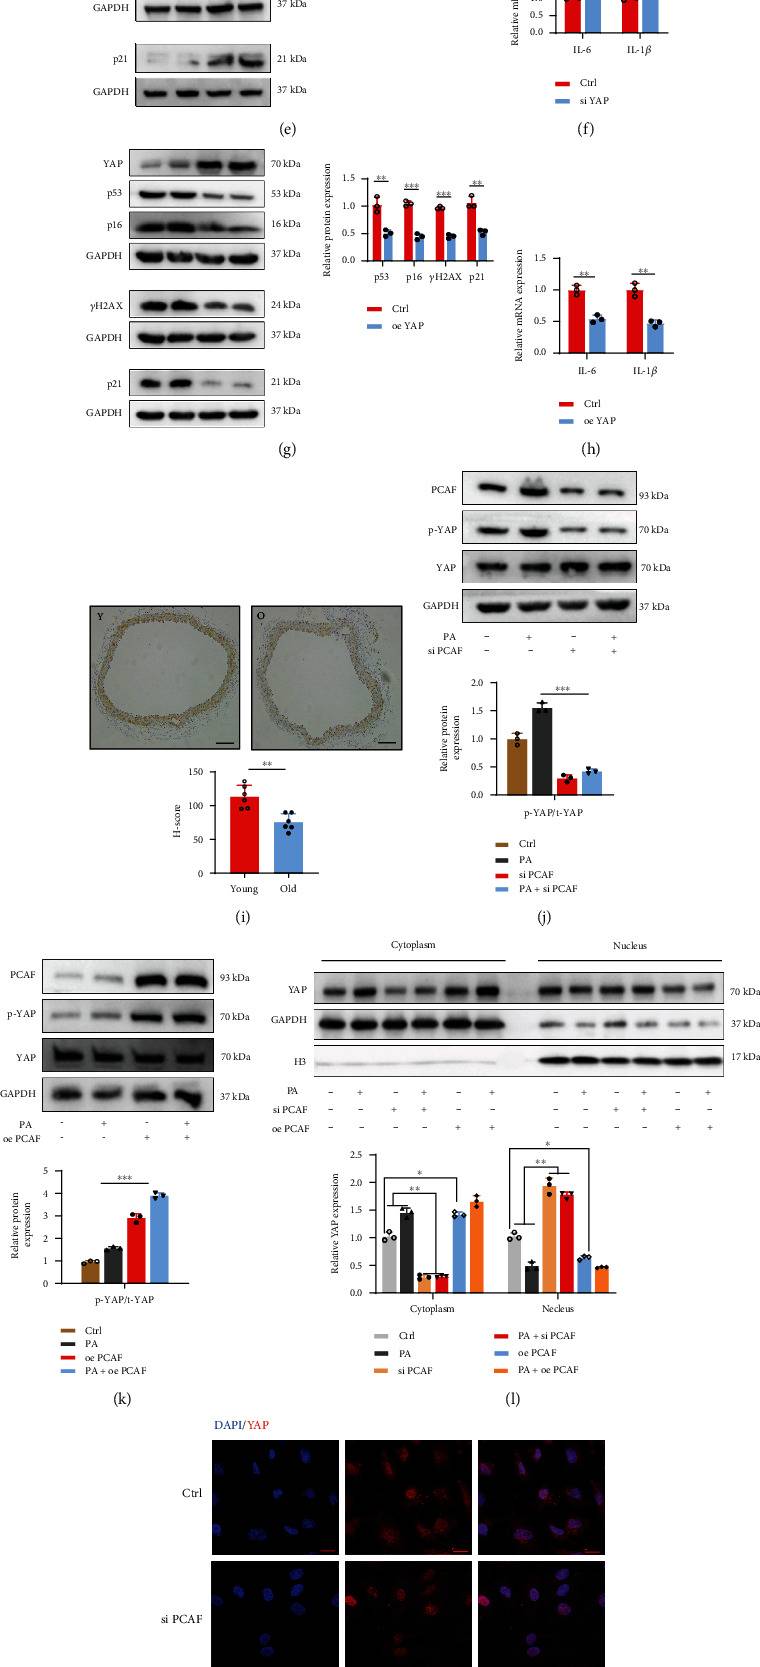 GAPDH 37 kDa
p21 21 kDa
GAPDH 37 kDa
(e)
Relative
0.5
0.0
IL-6 IL-1β
Ctrl
si YAP
(f)
YAP 70 kDa
p53 53 kDa
p16 16 kDa
GAPDH 37 kDa
γH2AX 24 kDa
GAPDH 37 kDa
p21 21 kDa
GAPDH 37 kDa
Relative protein expression
1.5
1.0
0.5
0.0
** *** *** **
p53 p16 γH2AX p21
Ctrl
oe YAP
(g)
Relative mRNA expression
1.5
1.0
0.5
0.0
** **
IL-6 IL-1β
Ctrl
oe YAP
(h)
Y O
H-score
150
100
50
0
**
Young Old
(i)
PCAF 93 kDa
p-YAP 70 kDa
YAP 70 kDa
GAPDH 37 kDa
PA – + – +
si PCAF – – + +
Relative protein
expression
2.0
1.5
1.0
0.5
0.0
***
p-YAP/t-YAP
Ctrl
PA
si PCAF
PA + si PCAF
(j)
PCAF 93 kDa
p-YAP 70 kDa
YAP 70 kDa
GAPDH 37 kDa
PA - + - +
oe PCAF - - + +
Relative protein
expression
5
4
3
2
1
0
***
p-YAP/t-YAP
Ctrl
PA
oe PCAF
PA + oe PCAF
(k)
Cytoplasm Nucleus
YAP 70 kDa
GAPDH 37 kDa
H3 17 kDa
PA – + – + – + – + – + – +
si PCAF – – + + – – – – + + – –
oe PCAF – – – – + + – – – – + +
Relative YAP expression
2.5
2.0
1.5
1.0
0.5
0.0
* ** * **
Cytoplasm Nucleus
Ctrl
PA
si PCAF
PA + si PCAF
oe PCAF
PA + oe PCAF
(l)
DAPI/YAP
Ctrl
si PCAF